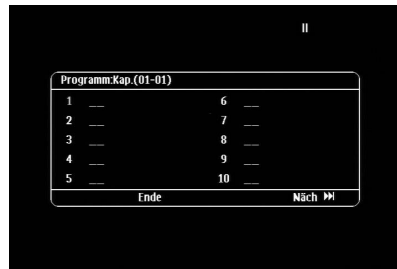 Programm:Kap.(01-01)
1 __ 6 __
2 __ 7 __
3 __ 8 __
4 __ 9 __
5 __ 10 __
Ende Näch